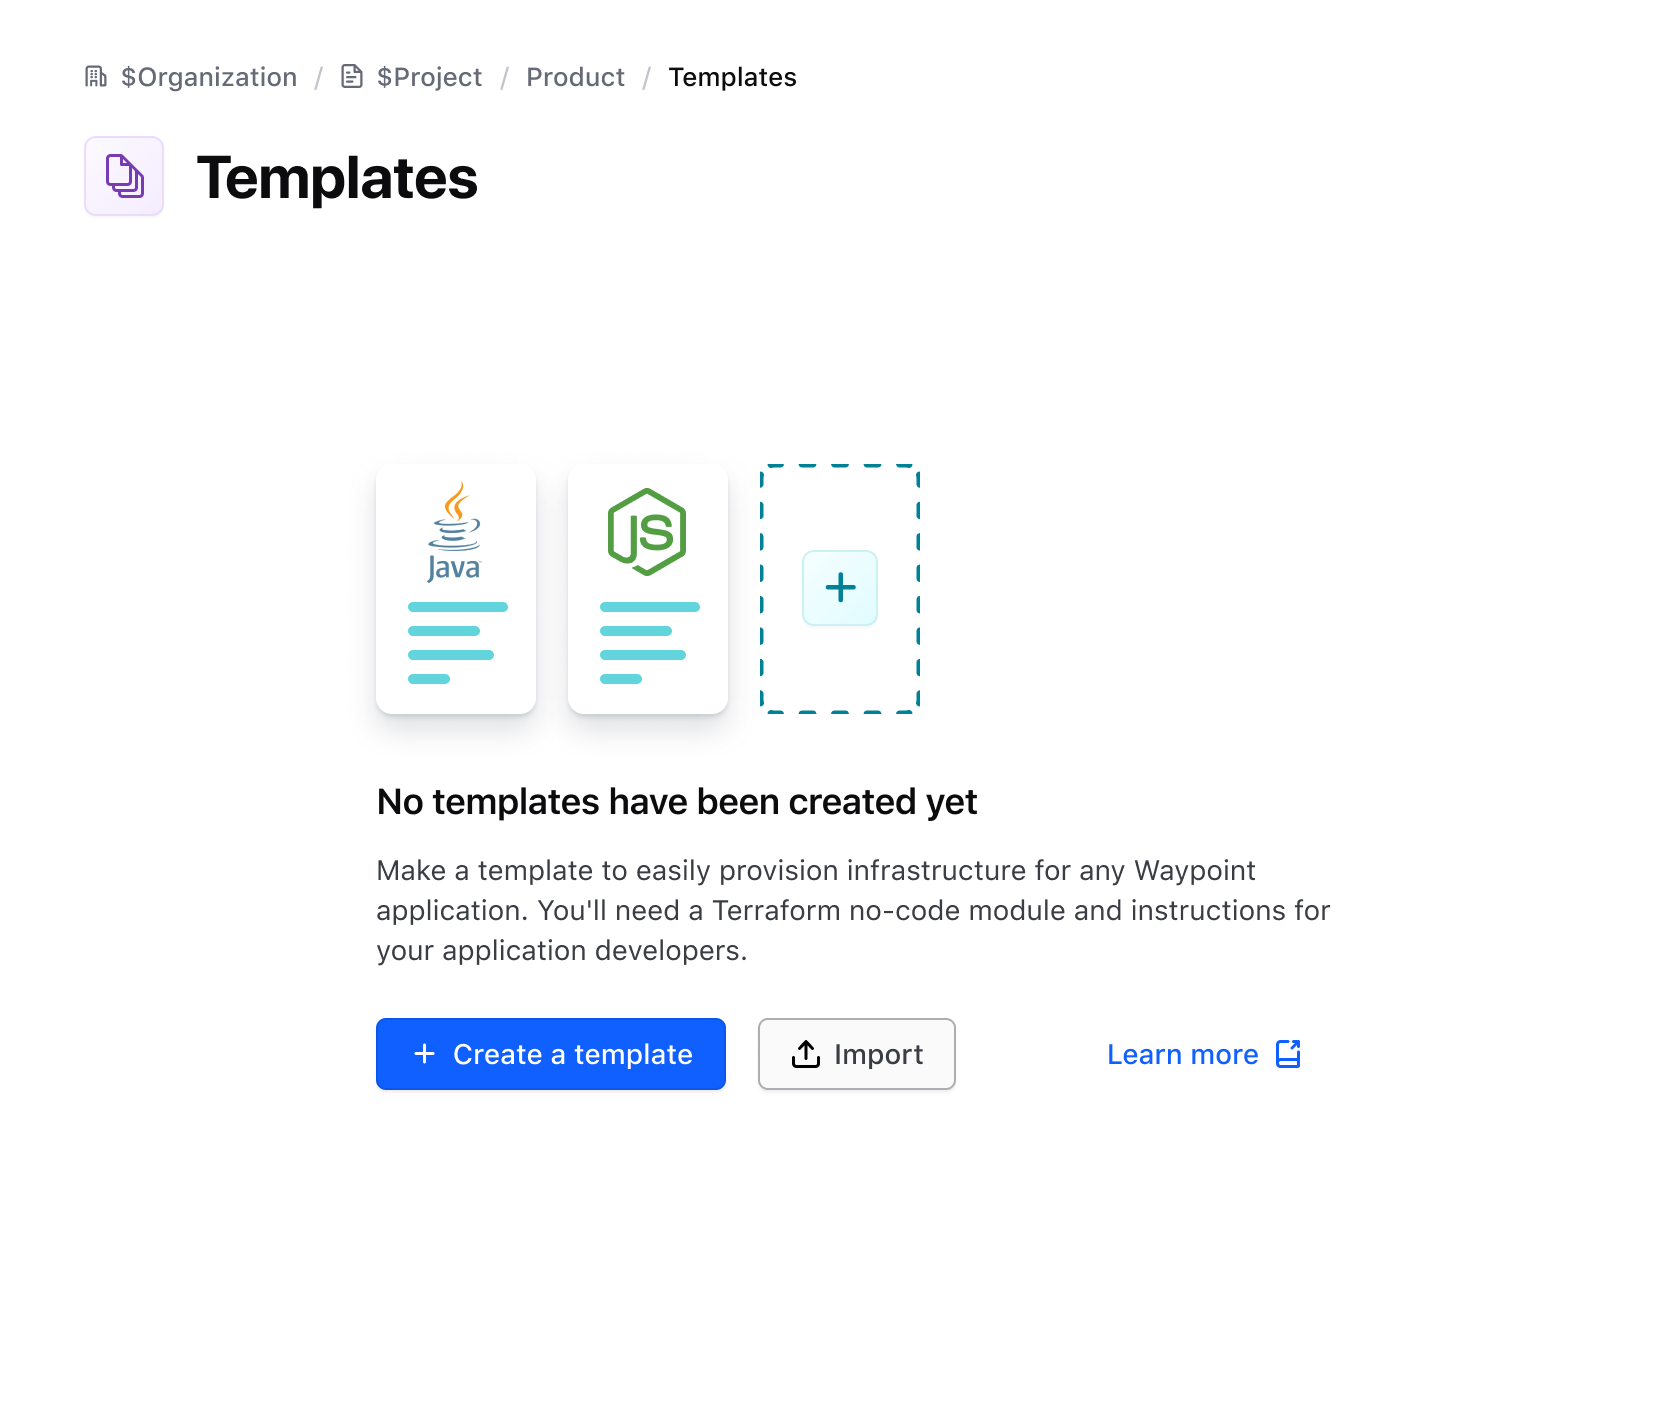 $Organization / $Project / Product / Templates
Templates
Java
JS
No templates have been created yet
Make a template to easily provision infrastructure for any Waypoint
application. You'll need a Terraform no-code module and instructions for
your application developers.
Create a template
Import
Learn more